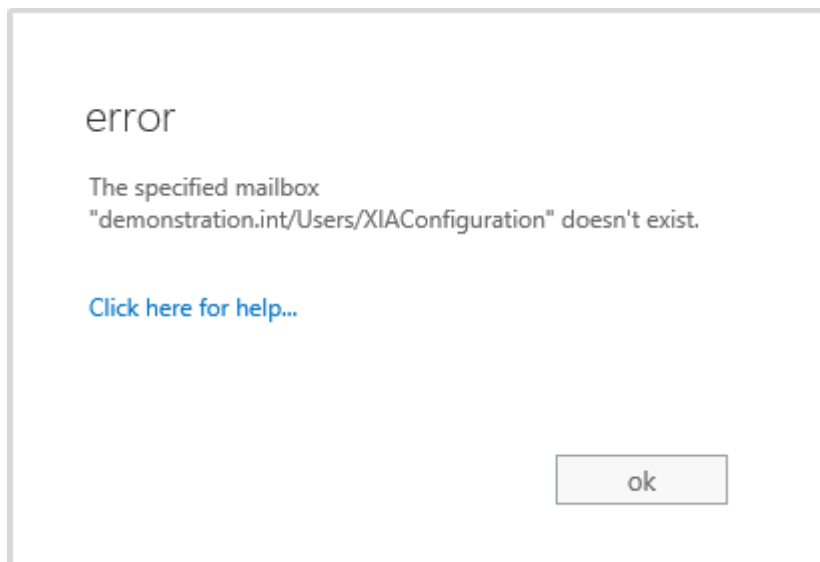 error
The specified mailbox
"demonstration.int/Users/XIAConfiguration" doesn't exist.
Click here for help...
ok